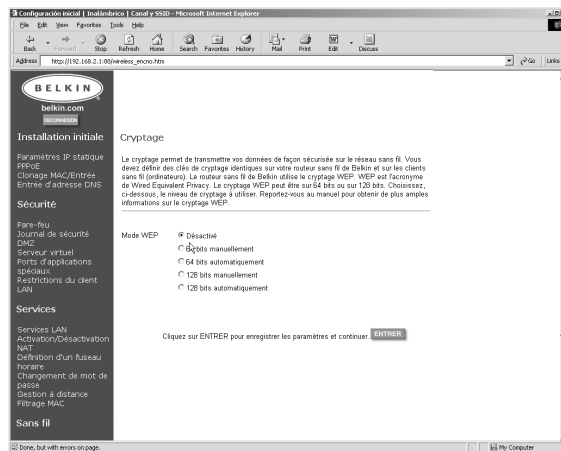 Configuración inicial | Inalámbrico | Canal y SSID - Microsoft Internet Explorer
File Edit View Favorites Tools Help
Back Forward Stop Refresh Home Search Favorites History Mail Print Edit Discuss
Address http://192.168.2.1:88/wireless_encno.htm Go Links
BELKIN
belkin.com
DECONNEXION
Installation initiale
Paramètres IP statique
PPPoE
Clonage MAC/Entrée
Entrée d'adresse DNS
Sécurité
Pare-feu
Journal de sécurité
DMZ
Serveur virtuel
Ports d'applications
spéciaux
Restrictions du client
LAN
Services
Services LAN
Activation/Désactivation
NAT
Définition d'un fuseau
horaire
Changement de mot de
passe
Gestion à distance
Filtrage MAC
Sans fil
Cryptage
Le cryptage permet de transmettre vos données de façon sécurisée sur le réseau sans fil. Vous
devez définir des clés de cryptage identiques sur votre routeur sans fil de Belkin et sur les clients
sans fil (ordinateurs). Le routeur sans fil de Belkin utilise le cryptage WEP. WEP est l'acronyme
de Wired Equivalent Privacy. Le cryptage WEP peut être sur 64 bits ou sur 128 bits. Choisissez,
ci-dessous, le niveau de cryptage à utiliser. Reportez-vous au manuel pour obtenir de plus amples
informations sur le cryptage WEP.
Mode WEP Désactivé
64 bits manuellement
64 bits automatiquement
128 bits manuellement
128 bits automatiquement
Cliquez sur ENTRER pour enregistrer les paramètres et continuer. ENTRER
Done, but with errors on page. My Computer